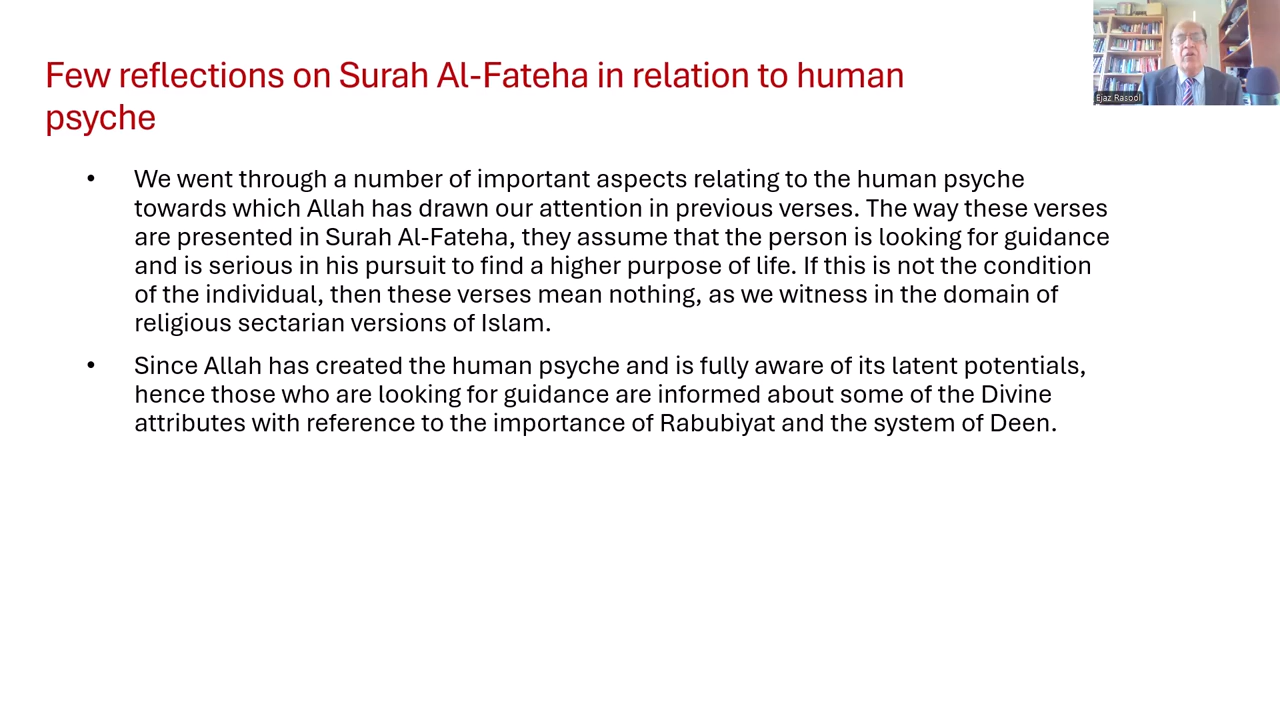 Few reflections on Surah Al-Fateha in relation to human
psyche
Ejaz Rasool
• We went through a number of important aspects relating to the human psyche
towards which Allah has drawn our attention in previous verses. The way these verses
are presented in Surah Al-Fateha, they assume that the person is looking for guidance
and is serious in his pursuit to find a higher purpose of life. If this is not the condition
of the individual, then these verses mean nothing, as we witness in the domain of
religious sectarian versions of Islam.
• Since Allah has created the human psyche and is fully aware of its latent potentials,
hence those who are looking for guidance are informed about some of the Divine
attributes with reference to the importance of Rabubiyat and the system of Deen.